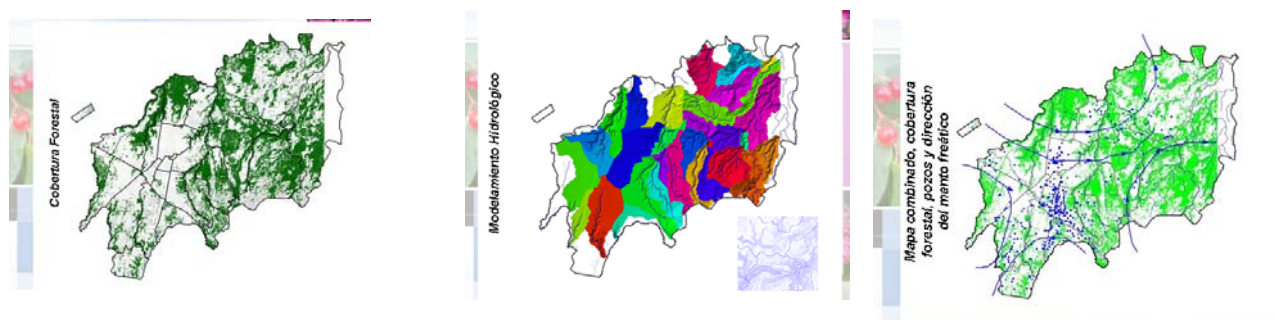 Cobertura Forestal
Modelamiento Hidrológico
Mapa combinado, cobertura
forestal, pozos y dirección
del manto freático